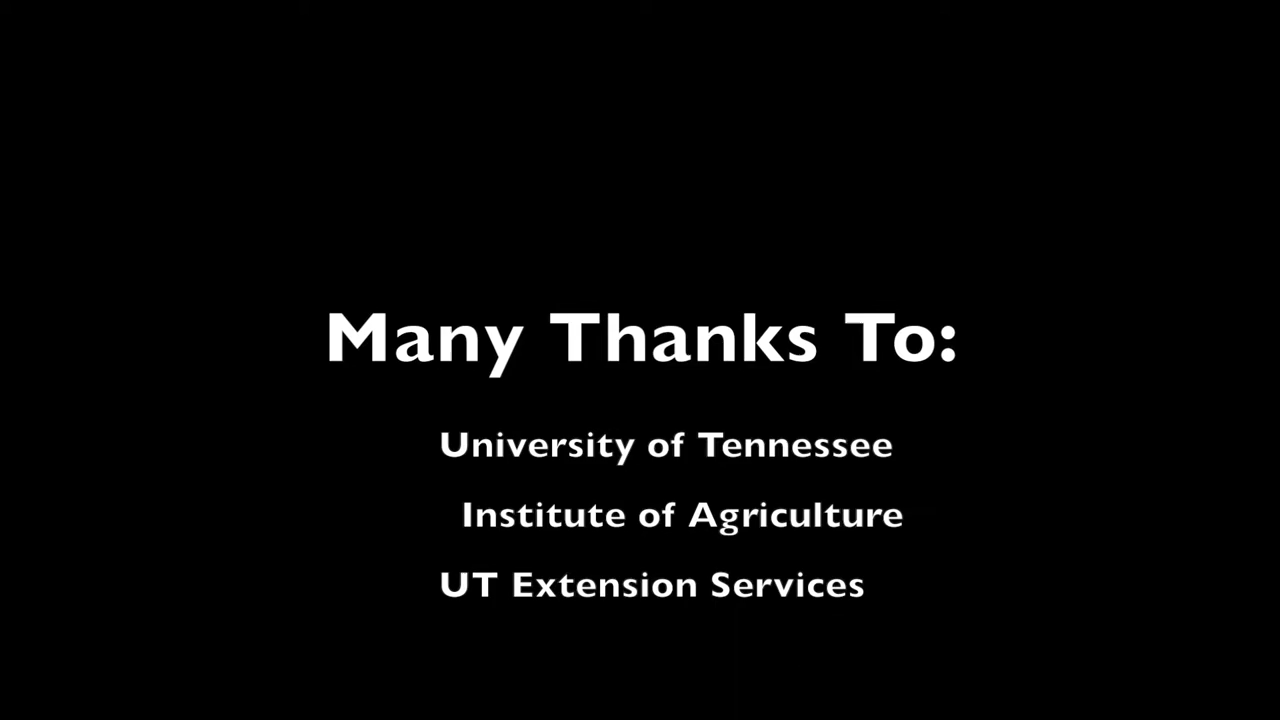 Many Thanks To:
University of Tennessee
Institute of Agriculture
UT Extension Services